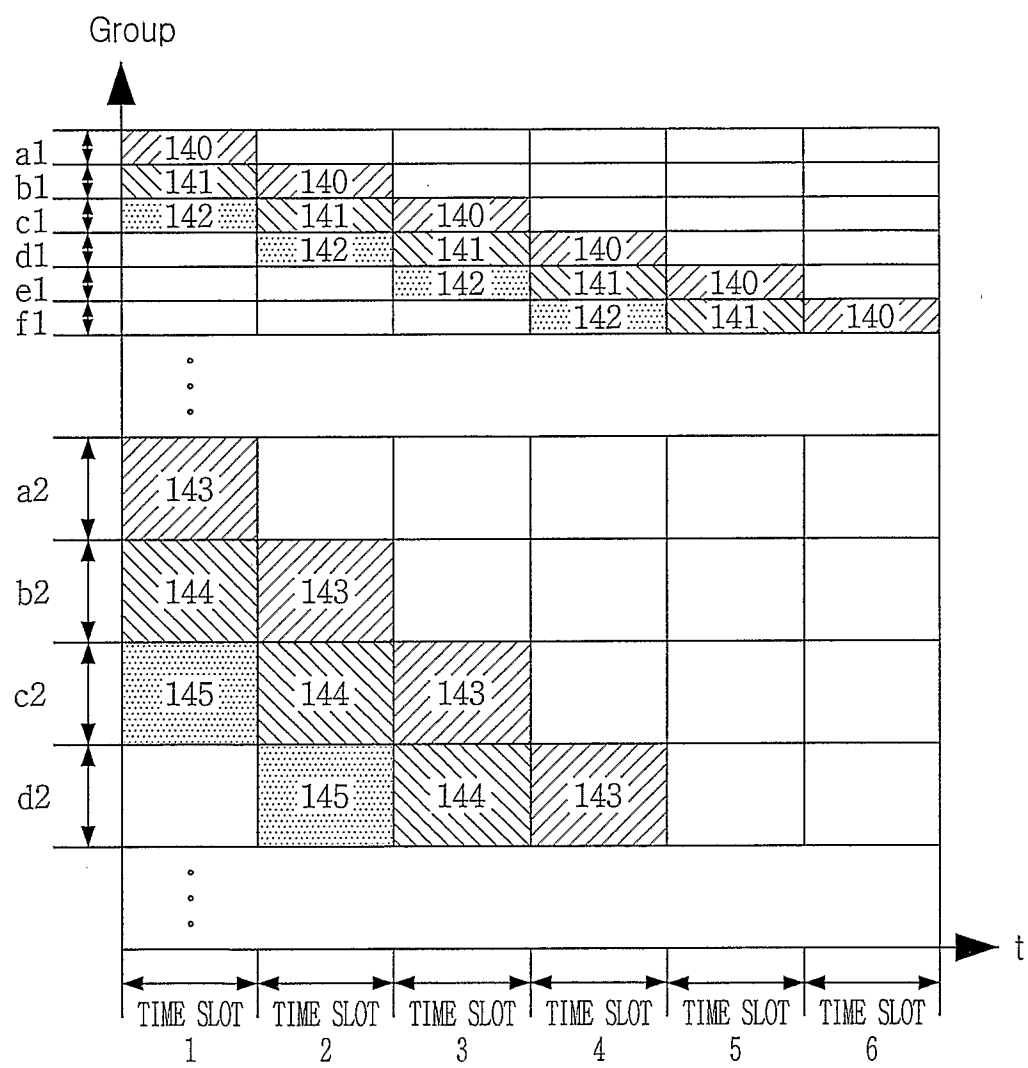 Group
a1 140
b1 141 140
c1 142 141 140
d1 142 141 140
e1 142 141 140
f1 142 141 140
a2 143
b2 144 143
c2 145 144 143
d2 145 144 143
t
TIME SLOT TIME SLOT TIME SLOT TIME SLOT TIME SLOT TIME SLOT
1 2 3 4 5 6